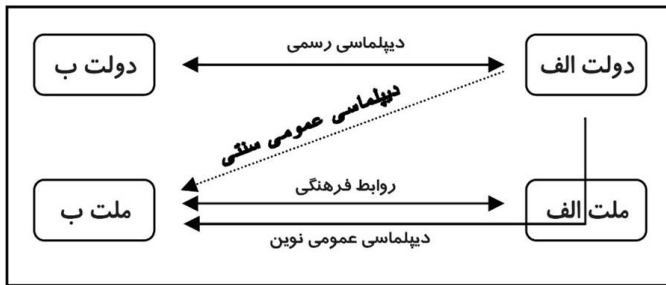 دولت الف
دیپلماسی رسمی
دولت ب
دیپلماسی عمومی سنتی
ملت الف
روابط فرهنگی
ملت ب
دیپلماسی عمومی نوین